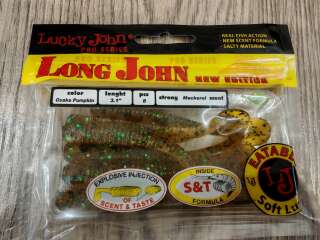 Lucky John
PRO SERIES
REAL FISH ACTION
NEW SCENT FORMULA
SALTY MATERIAL
LONG JOHN
NEW EDITION
color
Osaka Pumpkin
lenght
3.1"
pcs
8
strong Mackerel scent
EXPLOSIVE INJECTION
OF SCENT & TASTE
INSIDE
S&T
FORMULA
EATABLE
LJ
Soft Lu